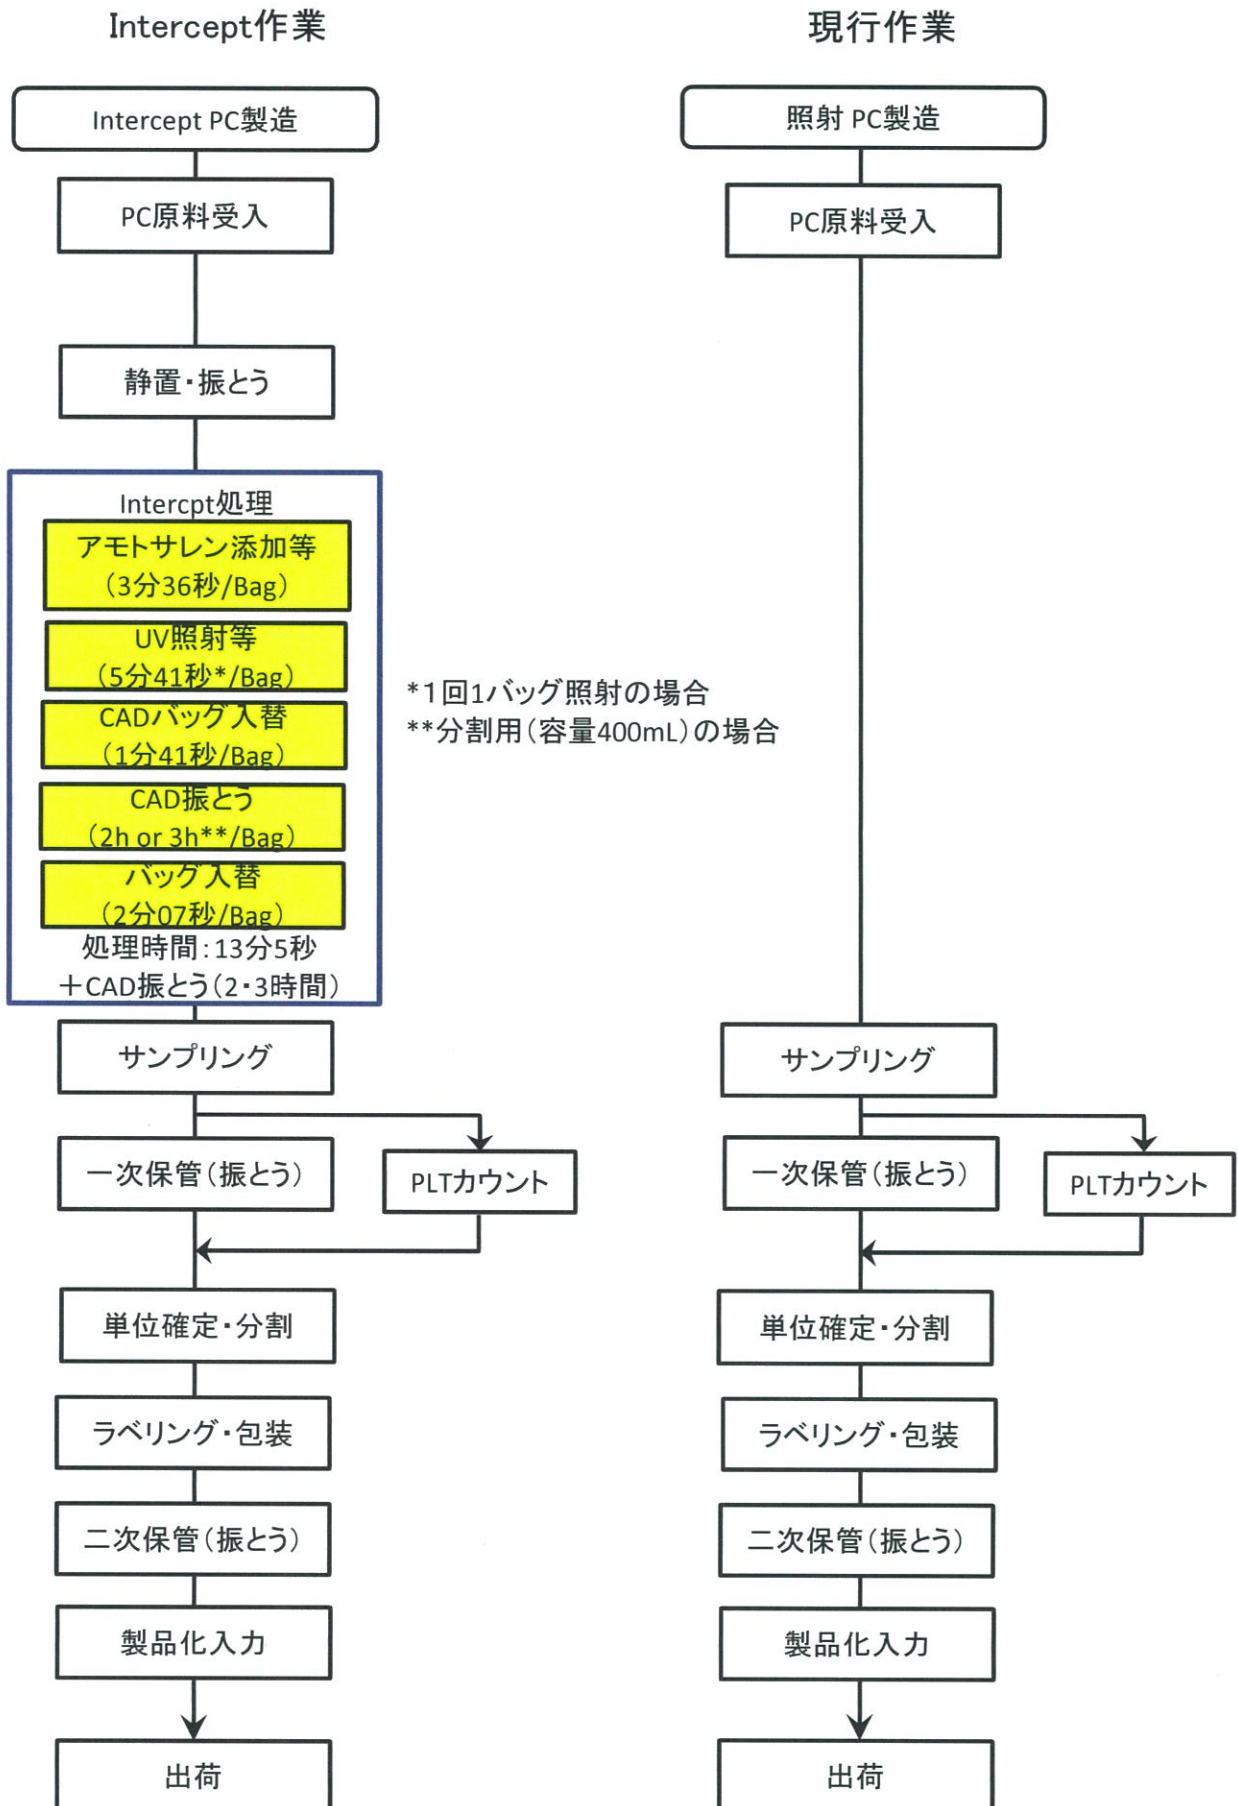 Intercept作業
Intercept PC製造
PC原料受入
静置・振とう
Intercpt処理
アモトサレン添加等
（3分36秒/Bag）
UV照射等
（5分41秒*/Bag）
CADバッグ入替
（1分41秒/Bag）
CAD振とう
（2h or 3h**/Bag）
バッグ入替
（2分07秒/Bag）
処理時間：13分5秒
＋CAD振とう（2・3時間）
*1回1バッグ照射の場合
**分割用（容量400mL）の場合
サンプリング
一次保管（振とう）
PLTカウント
単位確定・分割
ラベリング・包装
二次保管（振とう）
製品化入力
出荷
現行作業
照射 PC製造
PC原料受入
サンプリング
一次保管（振とう）
PLTカウント
単位確定・分割
ラベリング・包装
二次保管（振とう）
製品化入力
出荷